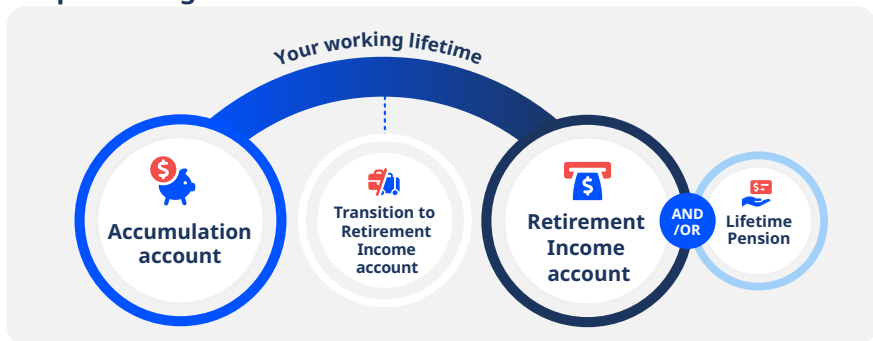 Your working lifetime
Accumulation
account
Transition to
Retirement
Income
account
Retirement
Income
account
AND
/OR
Lifetime
Pension